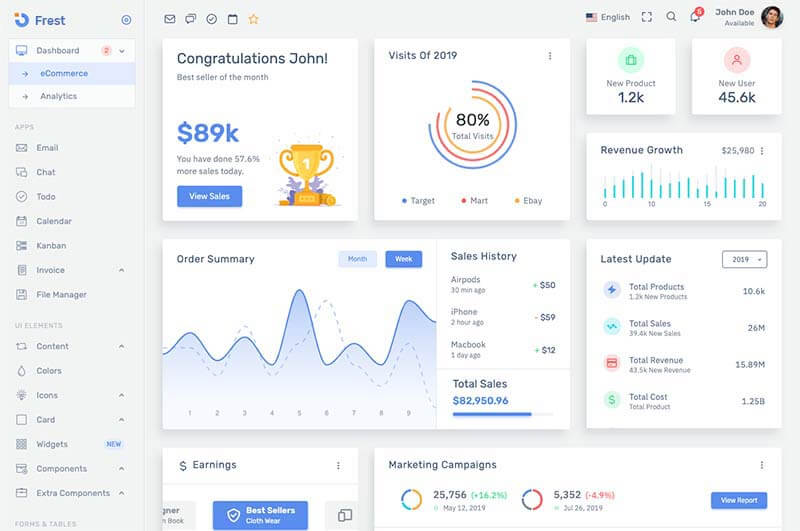 Frest
Dashboard 2
eCommerce
Analytics
APPS
Email
Chat
Todo
Calendar
Kanban
Invoice
File Manager
UI ELEMENTS
Content
Colors
Icons
Card
Widgets NEW
Components
Extra Components
FORMS & TABLES
English
5
John Doe
Available
Congratulations John!
Best seller of the month
$89k
You have done 57.6%
more sales today.
View Sales
1
Visits Of 2019
80%
Total Visits
Target Mart Ebay
New Product
1.2k
New User
45.6k
Revenue Growth $25,980
0 5 10 15 20
Order Summary Month Week
1 2 3 4 5 6 7 8 9
Sales History
Airpods
30 min ago
+ $50
iPhone
2 hour ago
- $59
Macbook
1 day ago
+ $12
Total Sales
$82,950.96
Latest Update 2019
Total Products
1.2k New Products
10.6k
Total Sales
39.4k New Sales
26M
Total Revenue
43.5k New Revenue
15.89M
Total Cost
Total Product
1.25B
$ Earnings
igner
n Book
Best Sellers
Cloth Wear
Marketing Campaigns
25,756 (+16.2%)
May 12, 2019
5,352 (-4.9%)
Jul 26, 2019
View Report